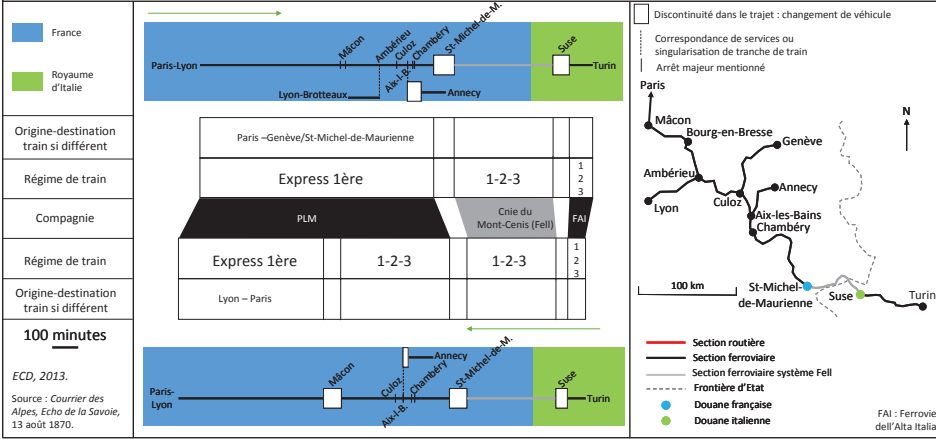 France
Royaume
d'Italie
Origine-destination
train si différent
Régime de train
Compagnie
Régime de train
Origine-destination
train si différent
100 minutes
ECD, 2013.
Source : Courrier des
Alpes, Echo de la Savoie,
13 août 1870.
Paris-Lyon
Mâcon
Ambérieu
Culoz
Aix-l-B.
Chambéry
St-Michel-de-M.
Suse
Turin
Lyon-Brotteaux
Annecy
Paris –Genève/St-Michel-de-Maurienne
Express 1ère
1-2-3
1
2
3
PLM
Cnie du
Mont-Cenis (Fell)
FAI
Express 1ère
1-2-3
1-2-3
1
2
3
Lyon – Paris
Paris-
Lyon
Mâcon
Culoz
Aix-l-B.
Chambéry
Annecy
St-Michel-de-M.
Suse
Turin
Discontinuité dans le trajet : changement de véhicule
Correspondance de services ou
singularisation de tranche de train
Arrêt majeur mentionné
Paris
Mâcon
Bourg-en-Bresse
Genève
N
Ambérieu
Annecy
Lyon
Culoz
Aix-les-Bains
Chambéry
100 km
St-Michel-
de-Maurienne
Suse
Turin
Section routière
Section ferroviaire
Section ferroviaire système Fell
Frontière d'Etat
Douane française
Douane italienne
FAI : Ferrovie
dell'Alta Italia